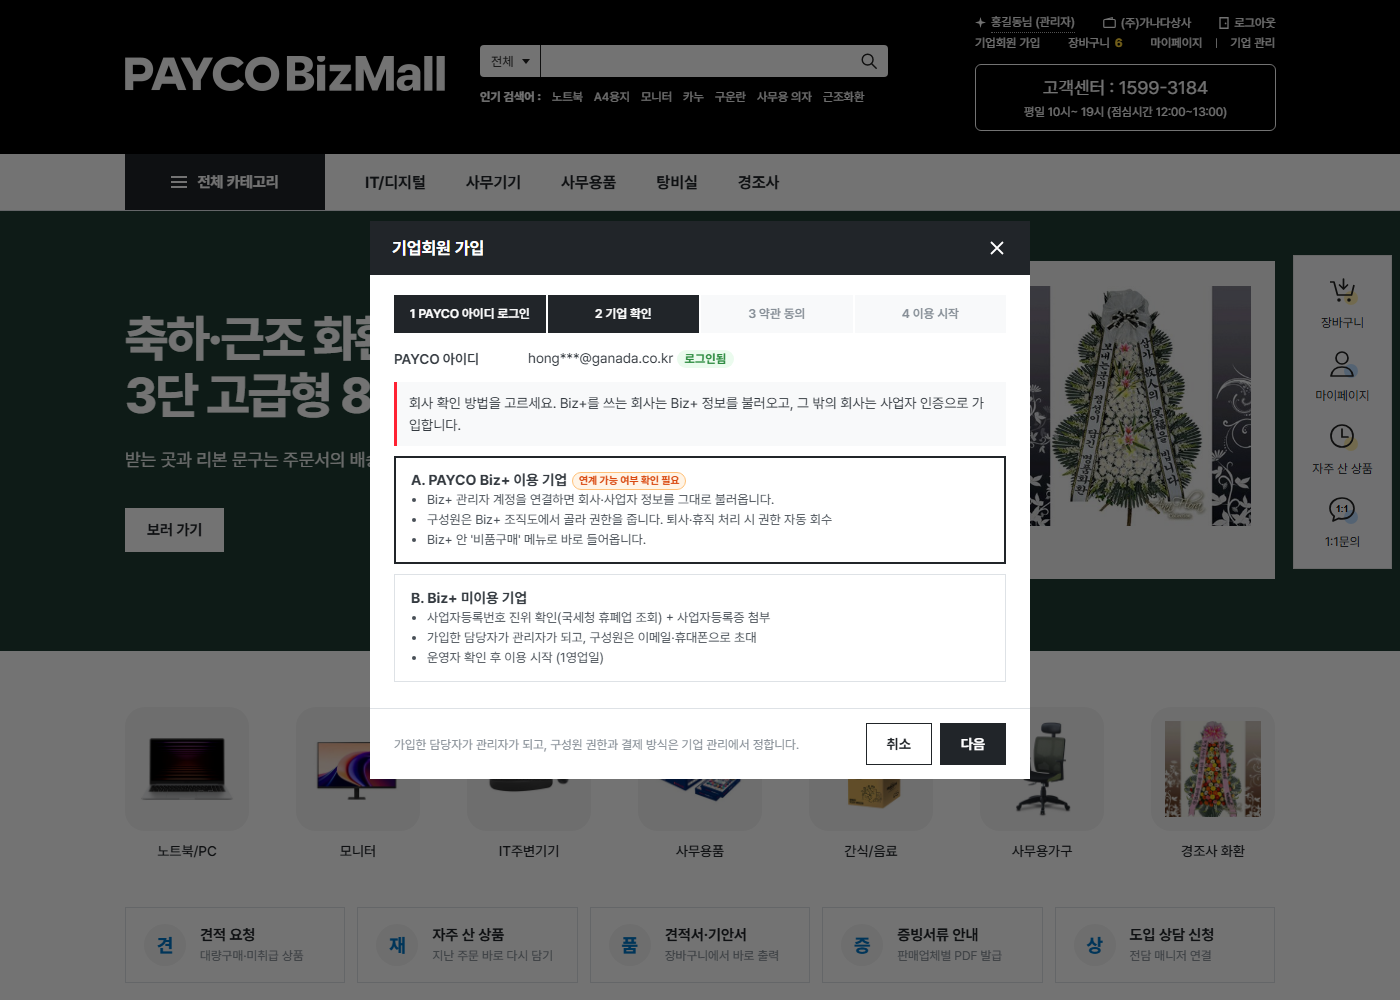 홍길동님 (관리자) (주)가나다상사 로그아웃
기업회원 가입 장바구니 6 마이페이지 | 기업 관리
PAYCO BizMall
전체
인기 검색어 : 노트북 A4용지 모니터 카누 구운란 사무용 의자 근조화환
고객센터 : 1599-3184
평일 10시~ 19시 (점심시간 12:00~13:00)
전체 카테고리 IT/디지털 사무기기 사무용품 탕비실 경조사
축하·근조 화환
3단 고급형 8
받는 곳과 리본 문구는 주문서의 배송
보러 가기
장바구니
마이페이지
자주 산 상품
1:1
1:1문의
기업회원 가입
1 PAYCO 아이디 로그인 2 기업 확인 3 약관 동의 4 이용 시작
PAYCO 아이디 hong***@ganada.co.kr 로그인됨
회사 확인 방법을 고르세요. Biz+를 쓰는 회사는 Biz+ 정보를 불러오고, 그 밖의 회사는 사업자 인증으로 가
입합니다.
A. PAYCO Biz+ 이용 기업 연계 가능 여부 확인 필요
• Biz+ 관리자 계정을 연결하면 회사·사업자 정보를 그대로 불러옵니다.
• 구성원은 Biz+ 조직도에서 골라 권한을 줍니다. 퇴사·휴직 처리 시 권한 자동 회수
• Biz+ 안 '비품구매' 메뉴로 바로 들어옵니다.
B. Biz+ 미이용 기업
• 사업자등록번호 진위 확인(국세청 휴폐업 조회) + 사업자등록증 첨부
• 가입한 담당자가 관리자가 되고, 구성원은 이메일·휴대폰으로 초대
• 운영자 확인 후 이용 시작 (1영업일)
가입한 담당자가 관리자가 되고, 구성원 권한과 결제 방식은 기업 관리에서 정합니다. 취소 다음
노트북/PC 모니터 IT주변기기 사무용품 간식/음료 사무용가구 경조사 화환
견 견적 요청
대량구매·미취급 상품
재 자주 산 상품
지난 주문 바로 다시 담기
품 견적서·기안서
장바구니에서 바로 출력
증 증빙서류 안내
판매업체별 PDF 발급
상 도입 상담 신청
전담 매니저 연결